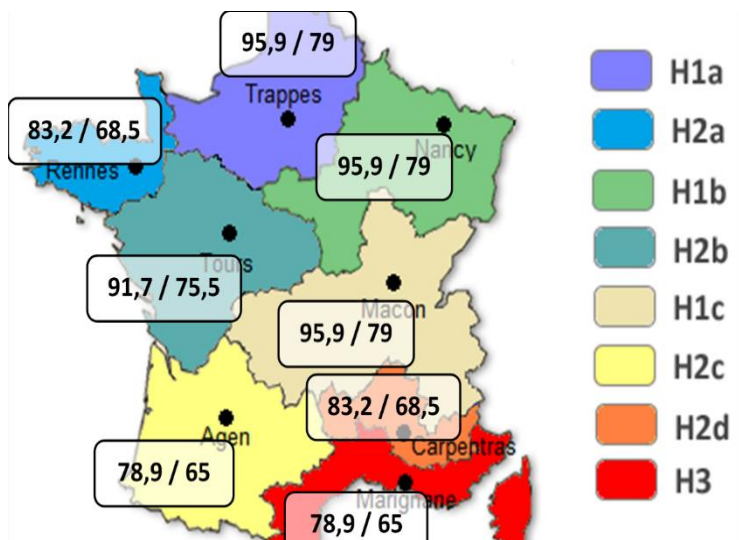 95,9 / 79
Trappes
83,2 / 68,5
Rennes
Nancy
95,9 / 79
Tours
91,7 / 75,5
Macon
95,9 / 79
83,2 / 68,5
Carpentras
Agen
78,9 / 65
Marignane
78,9 / 65
H1a
H2a
H1b
H2b
H1c
H2c
H2d
H3